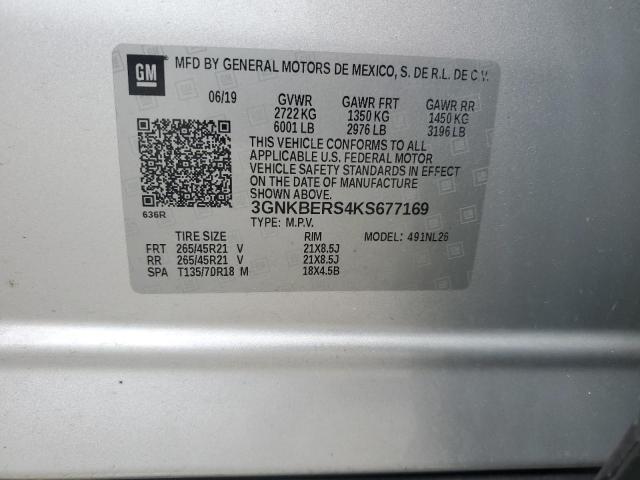 GM MFD BY GENERAL MOTORS DE MEXICO, S. DE R.L. DE C.V.
06/19 GVWR GAWR FRT GAWR RR
2722 KG 1350 KG 1450 KG
6001 LB 2976 LB 3196 LB
THIS VEHICLE CONFORMS TO ALL
APPLICABLE U.S. FEDERAL MOTOR
VEHICLE SAFETY STANDARDS IN EFFECT
ON THE DATE OF MANUFACTURE
SHOWN ABOVE.
636R
3GNKBERS4KS677169
TYPE: M.P.V.
TIRE SIZE RIM MODEL: 491NL26
FRT 265/45R21 V 21X8.5J
RR 265/45R21 V 21X8.5J
SPA T135/70R18 M 18X4.5B